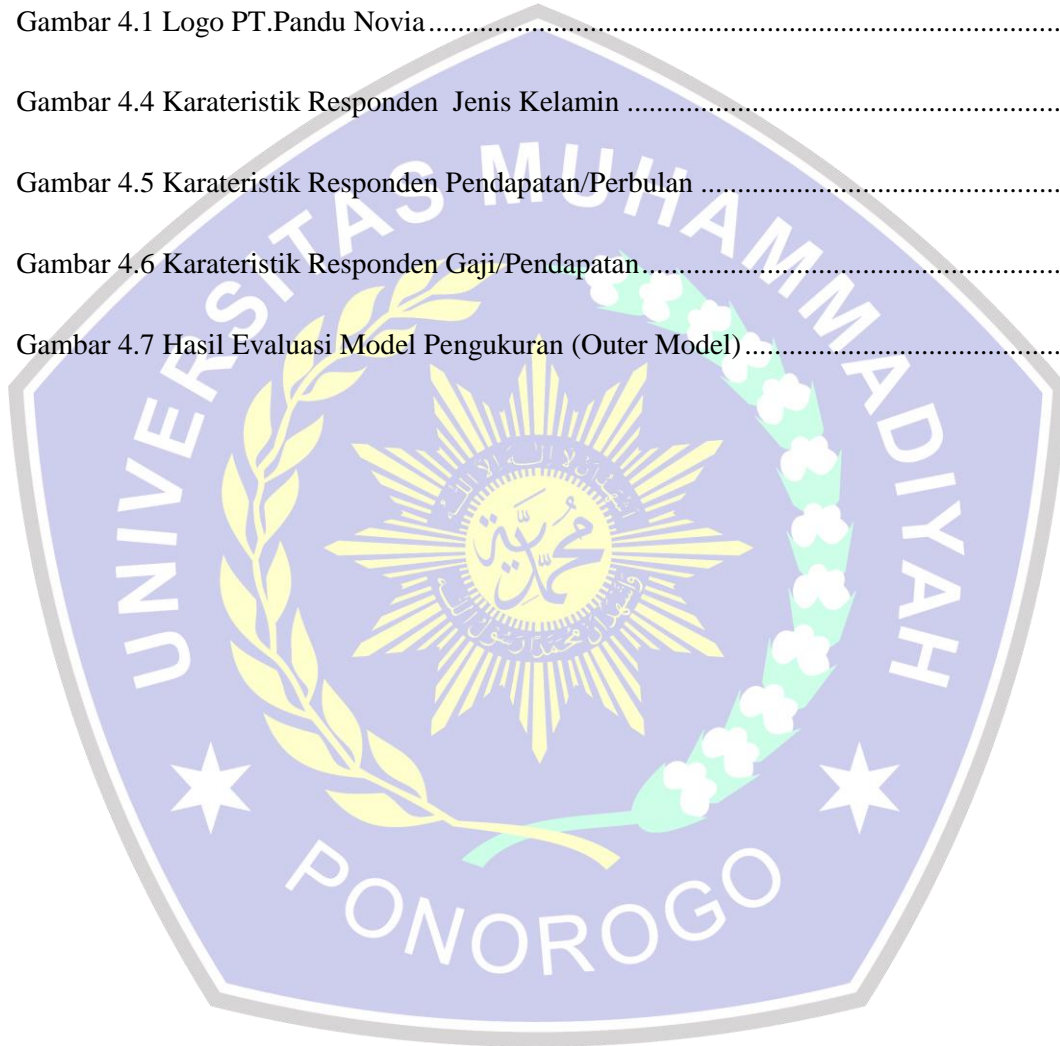 Gambar 4.1 Logo PT.Pandu Novia........................................................................
Gambar 4.4 Karateristik Responden  Jenis Kelamin ................................................
Gambar 4.5 Karateristik Responden Pendapatan/Perbulan ........................................
Gambar 4.6 Karateristik Responden Gaji/Pendapatan...............................................
Gambar 4.7 Hasil Evaluasi Model Pengukuran (Outer Model)...................................
UNIVERSITAS MUHAMMADIYAH
محمدية
PONOROGO